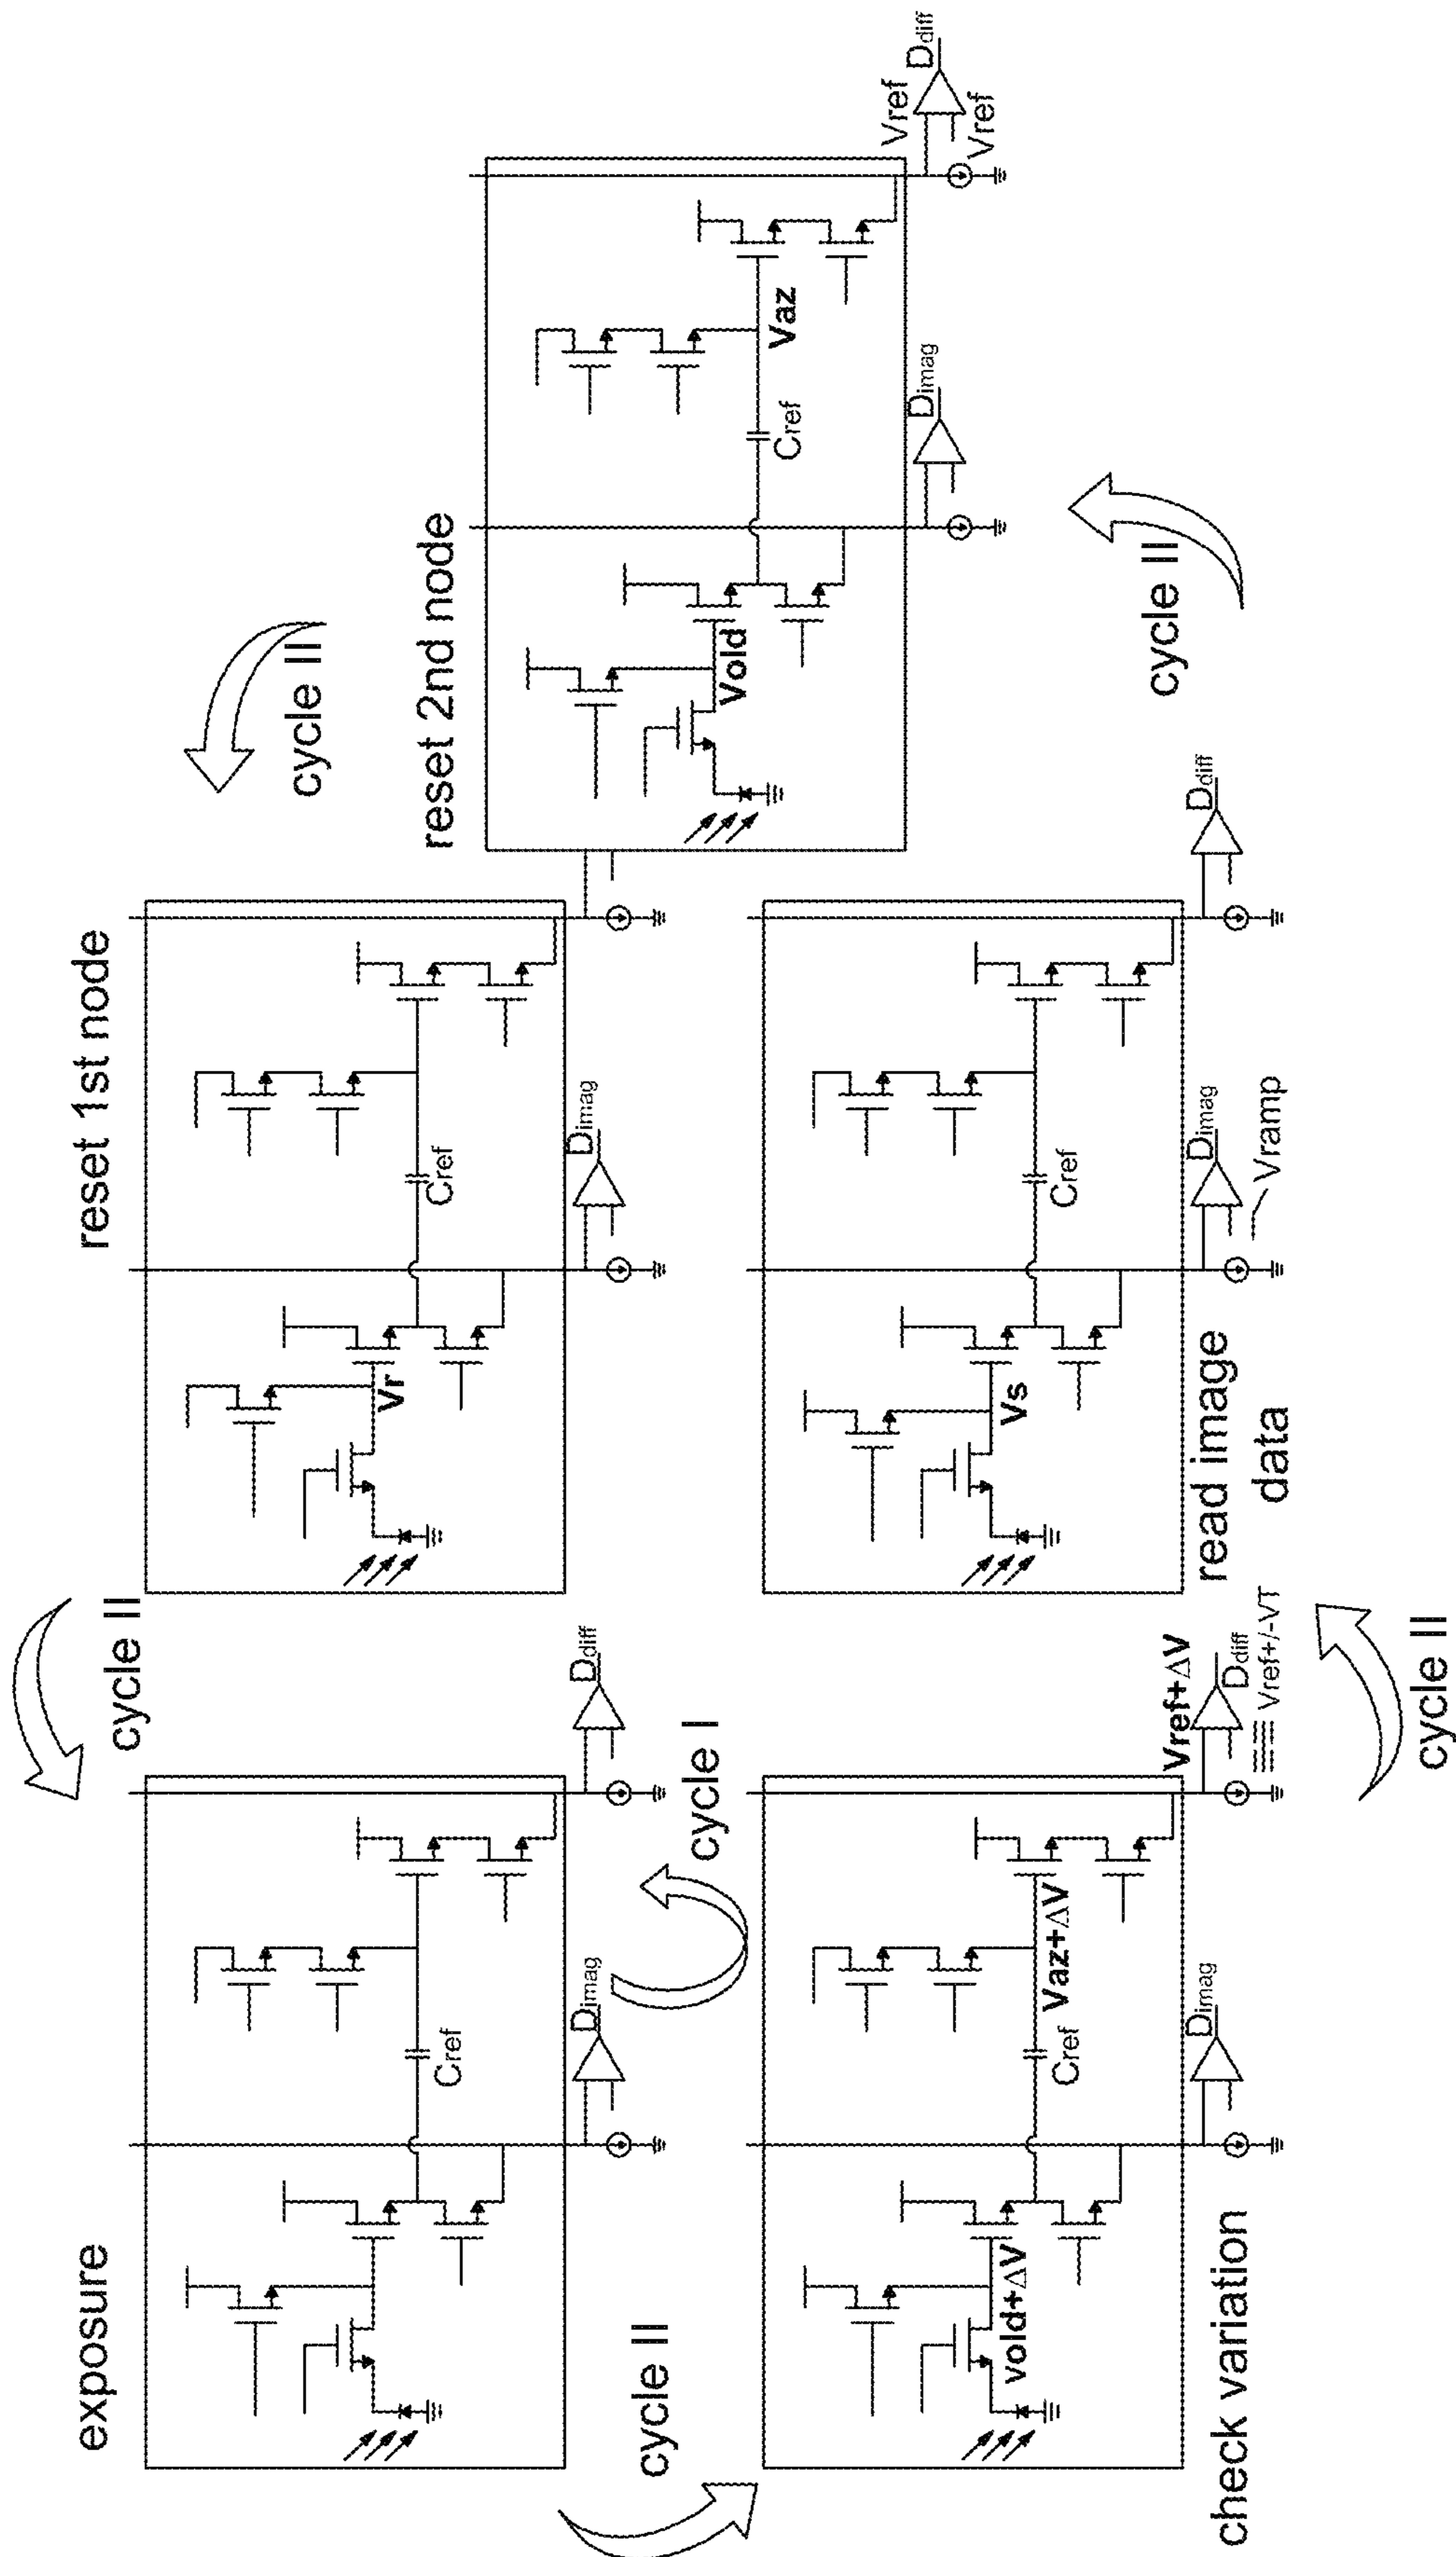 exposure
Cref
Dimag
Ddiff
cycle II
reset 1st node
Vr
Cref
Dimag
cycle II
reset 2nd node
Vold
Cref
Vaz
Dimag
Vref
Vref
Ddiff
cycle II
cycle I
cycle II
check variation
vold+ΔV
Cref
Vaz+ΔV
Dimag
Vref+ΔV
Ddiff
Vref+/-VT
cycle II
read image
data
Vs
Cref
Dimag
Vramp
Ddiff
cycle II